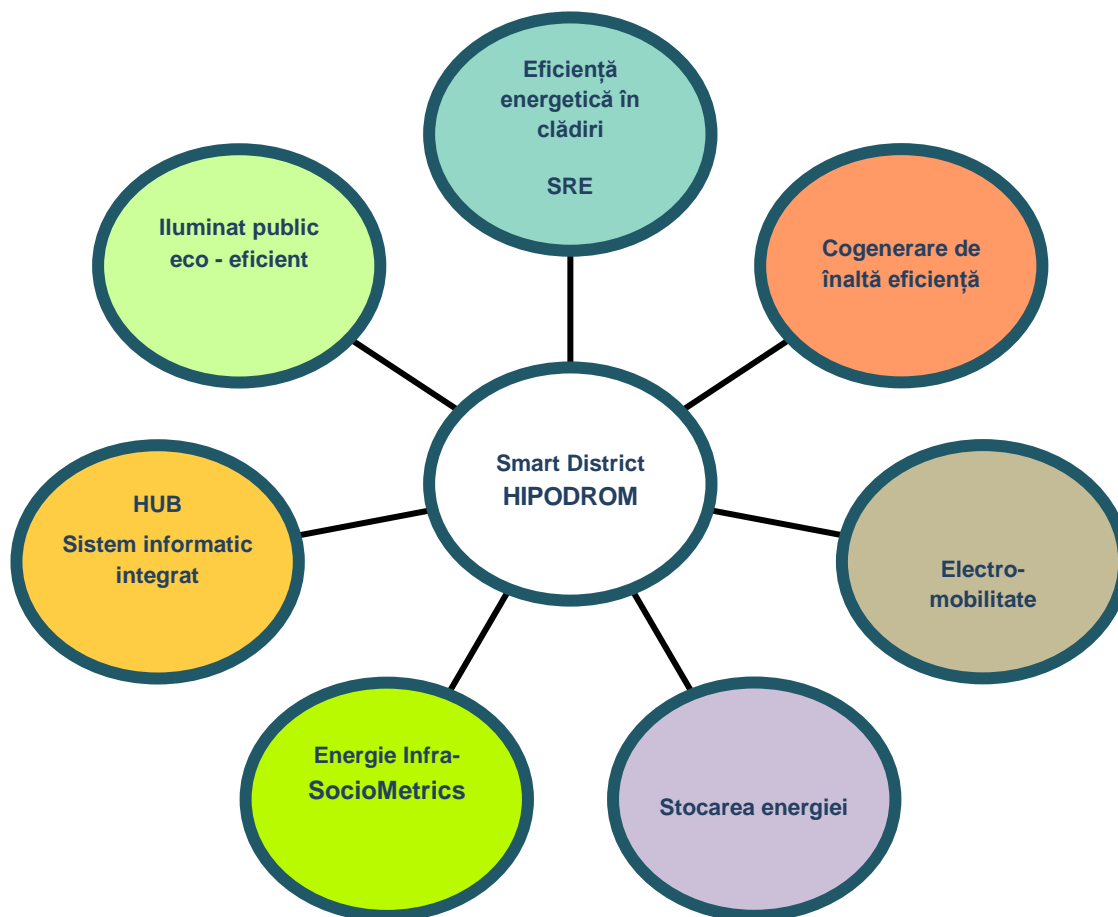 Eficiență
energetică în
clădiri
SRE
Iluminat public
eco - eficient
Cogenerare de
înaltă eficiență
Smart District
HIPODROM
HUB
Sistem informatic
integrat
Electro-
mobilitate
Energie Infra-
SocioMetrics
Stocarea energiei